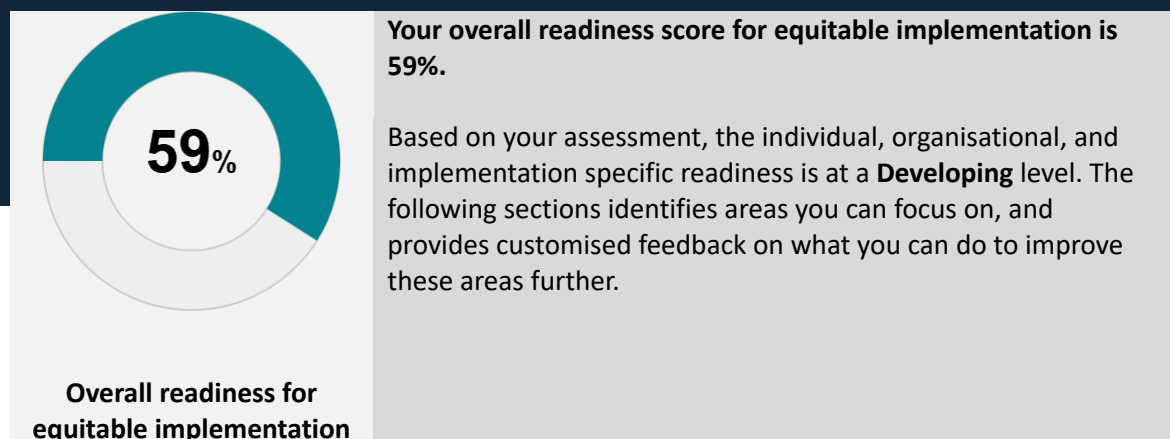 59%
Overall readiness for
equitable implementation
Your overall readiness score for equitable implementation is
59%.
Based on your assessment, the individual, organisational, and
implementation specific readiness is at a Developing level. The
following sections identifies areas you can focus on, and
provides customised feedback on what you can do to improve
these areas further.